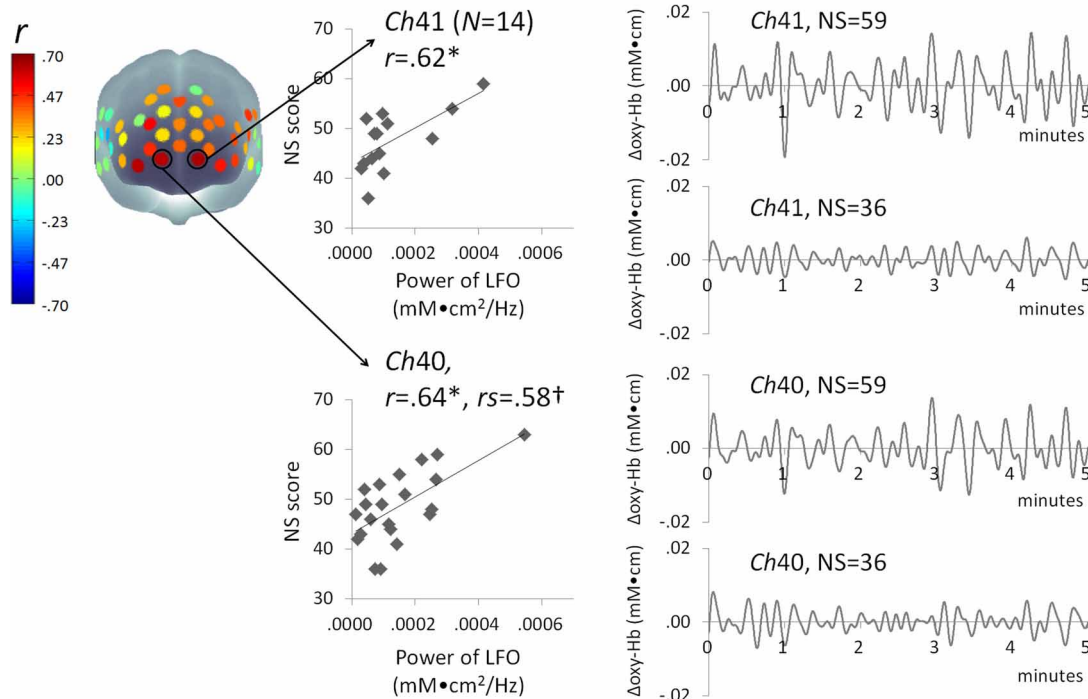 r
.70
.47
.23
.00
-.23
-.47
-.70
Ch41 (N=14)
r=.62*
NS score
70
60
50
40
30
.0000 .0002 .0004 .0006
Power of LFO
(mM•cm²/Hz)
Ch40,
r=.64*, rs=.58†
NS score
70
60
50
40
30
.0000 .0002 .0004 .0006
Power of LFO
(mM•cm²/Hz)
Δoxy-Hb (mM•cm)
.02
.00
-.02
Ch41, NS=59
0 1 2 3 4 5
minutes
Δoxy-Hb (mM•cm)
.02
.00
-.02
Ch41, NS=36
0 1 2 3 4 5
minutes
Δoxy-Hb (mM•cm)
.02
.00
-.02
Ch40, NS=59
0 1 2 3 4 5
minutes
Δoxy-Hb (mM•cm)
.02
.00
-.02
Ch40, NS=36
0 1 2 3 4 5
minutes